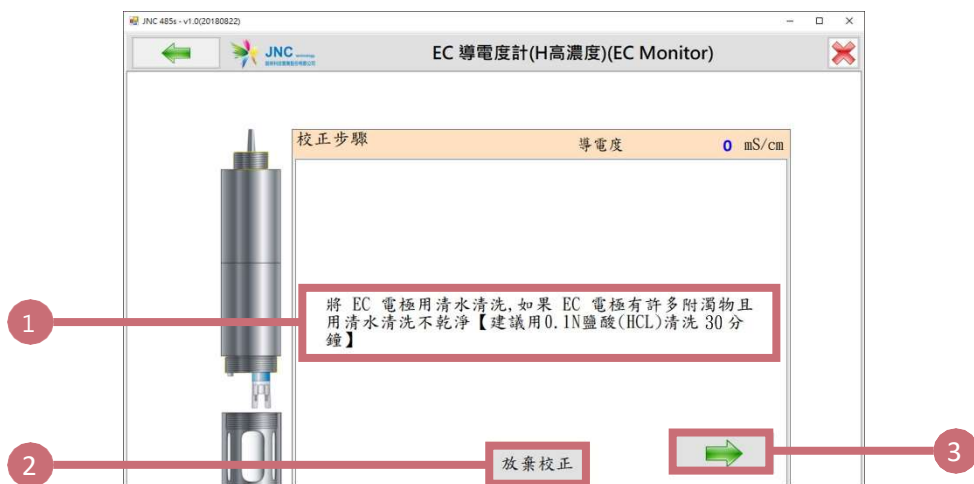 JNC 485s - v1.0(20180822)
JNC
EC 導電度計(H高濃度)(EC Monitor)
校正步驟 導電度 0 mS/cm
1
將 EC 電極用清水清洗,如果 EC 電極有許多附濁物且
用清水清洗不乾淨【建議用0.1N鹽酸(HCL)清洗 30 分
鐘】
2
放棄校正
3